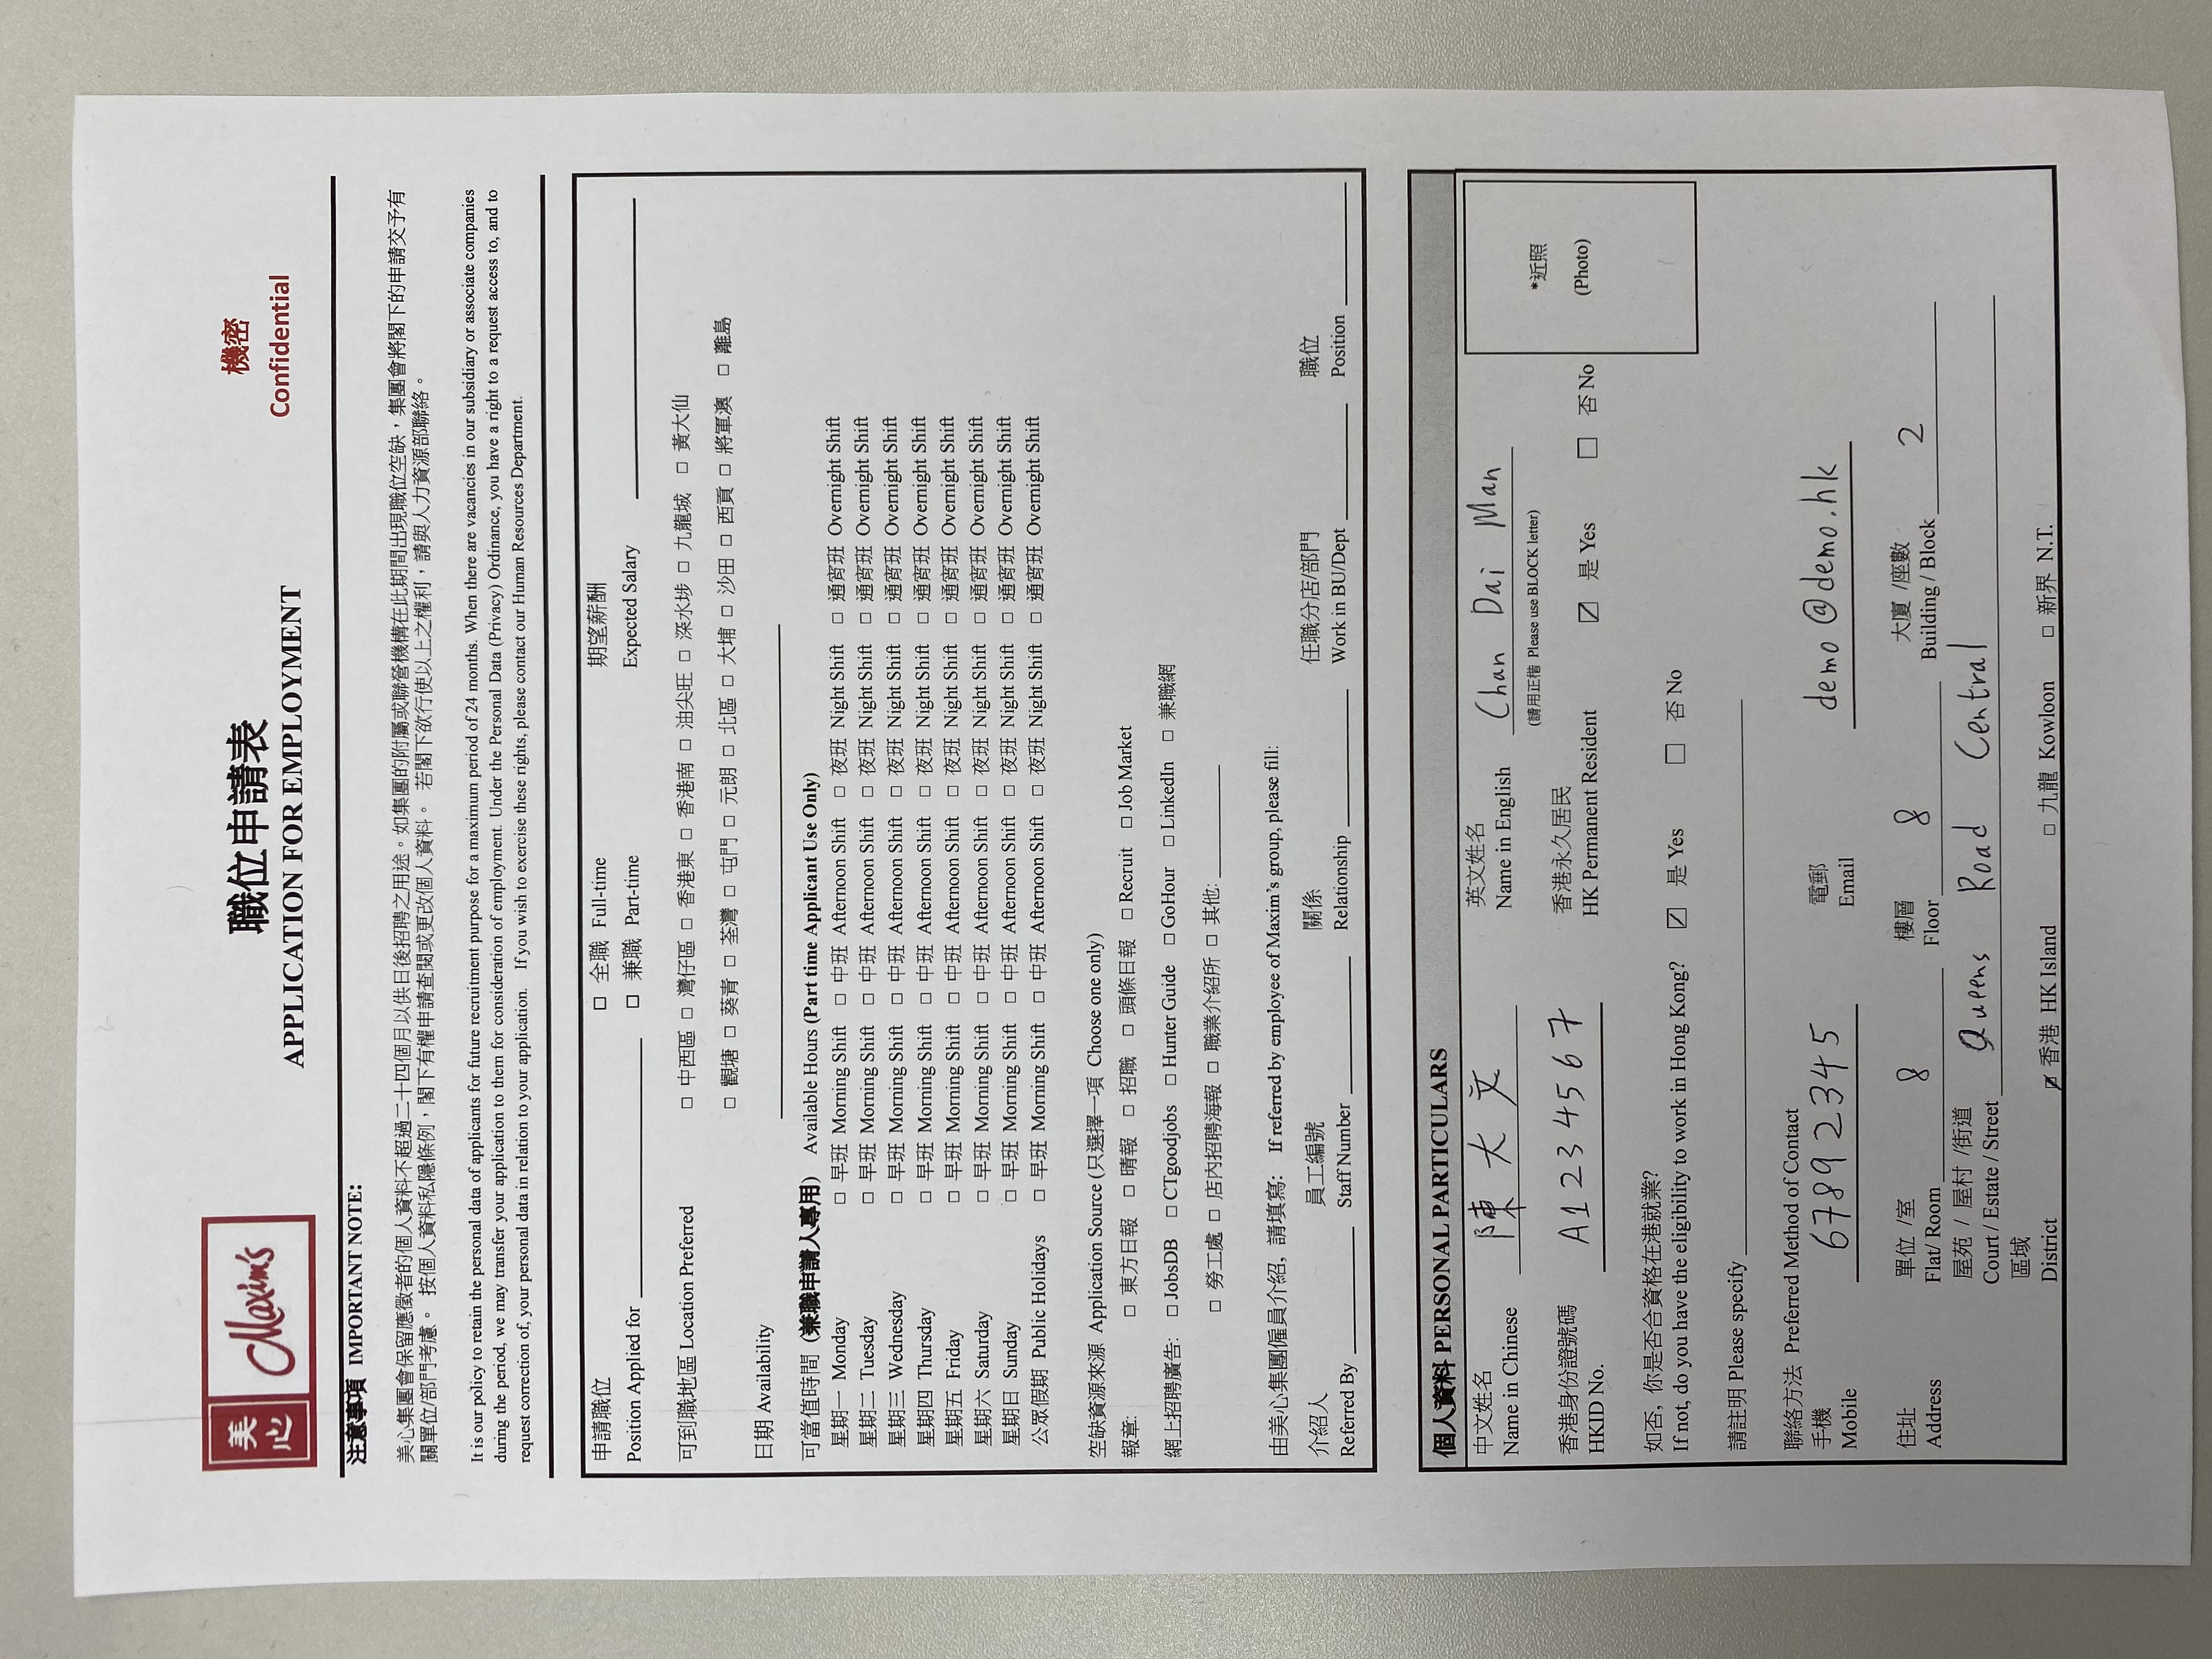 美心 Maxim's
職位申請表
APPLICATION FOR EMPLOYMENT
機密
Confidential
注意事項 IMPORTANT NOTE:
美心集團會保留應徵者的個人資料不超過二十四個月以供日後招聘之用途。如集團的附屬或聯營機構在此期間出現職位空缺，集團會將閣下的申請交予有
關單位/部門考慮。 按個人資料私隱條例，閣下有權申請查閱或更改個人資料。 若閣下欲行使以上之權利，請與人力資源部聯絡。
It is our policy to retain the personal data of applicants for future recruitment purpose for a maximum period of 24 months. When there are vacancies in our subsidiary or associate companies
during the period, we may transfer your application to them for consideration of employment. Under the Personal Data (Privacy) Ordinance, you have a right to a request access to, and to
request correction of, your personal data in relation to your application. If you wish to exercise these rights, please contact our Human Resources Department.
申請職位 □ 全職 Full-time 期望薪酬
Position Applied for □ 兼職 Part-time Expected Salary
可到職地區 Location Preferred □ 中西區 □ 灣仔區 □ 香港東 □ 香港南 □ 油尖旺 □ 深水埗 □ 九龍城 □ 黃大仙
□ 觀塘 □ 葵青 □ 荃灣 □ 屯門 □ 元朗 □ 北區 □ 大埔 □ 沙田 □ 西貢 □ 將軍澳 □ 離島
日期 Availability
可當值時間 (兼職申請人專用) Available Hours (Part time Applicant Use Only)
星期一 Monday □ 早班 Morning Shift □ 中班 Afternoon Shift □ 夜班 Night Shift □ 通宵班 Overnight Shift
星期二 Tuesday □ 早班 Morning Shift □ 中班 Afternoon Shift □ 夜班 Night Shift □ 通宵班 Overnight Shift
星期三 Wednesday □ 早班 Morning Shift □ 中班 Afternoon Shift □ 夜班 Night Shift □ 通宵班 Overnight Shift
星期四 Thursday □ 早班 Morning Shift □ 中班 Afternoon Shift □ 夜班 Night Shift □ 通宵班 Overnight Shift
星期五 Friday □ 早班 Morning Shift □ 中班 Afternoon Shift □ 夜班 Night Shift □ 通宵班 Overnight Shift
星期六 Saturday □ 早班 Morning Shift □ 中班 Afternoon Shift □ 夜班 Night Shift □ 通宵班 Overnight Shift
星期日 Sunday □ 早班 Morning Shift □ 中班 Afternoon Shift □ 夜班 Night Shift □ 通宵班 Overnight Shift
公眾假期 Public Holidays □ 早班 Morning Shift □ 中班 Afternoon Shift □ 夜班 Night Shift □ 通宵班 Overnight Shift
空缺資源來源 Application Source (只選擇一項 Choose one only)
報章: □ 東方日報 □ 晴報 □ 招職 □ 頭條日報 □ Recruit □ Job Market
網上招聘廣告: □ JobsDB □ CTgoodjobs □ Hunter Guide □ GoHour □ LinkedIn □ 兼職網
□ 勞工處 □ 店內招聘海報 □ 職業介紹所 □ 其他:
由美心集團僱員介紹, 請填寫: If referred by employee of Maxim's group, please fill:
介紹人 員工編號 關係 任職分店/部門 職位
Referred By Staff Number Relationship Work in BU/Dept Position
個人資料 PERSONAL PARTICULARS
中文姓名 英文姓名
Name in Chinese 陳大文 Name in English Chan Dai Man
(請用正楷 Please use BLOCK letter)
*近照
(Photo)
香港身份證號碼 香港永久居民
HKID No. A1234567 HK Permanent Resident ☑ 是 Yes □ 否 No
如否, 你是否合資格在港就業?
If not, do you have the eligibility to work in Hong Kong? ☑ 是 Yes □ 否 No
請註明 Please specify
聯絡方法 Preferred Method of Contact
手機 電郵
Mobile 67892345 Email demo@demo.hk
住址 單位 /室 樓層 大廈 /座數
Address Flat/ Room 8 Floor 8 Building / Block 2
屋苑 / 屋村 /街道
Court / Estate / Street Queens Road Central
區域
District ☑ 香港 HK Island □ 九龍 Kowloon □ 新界 N.T.